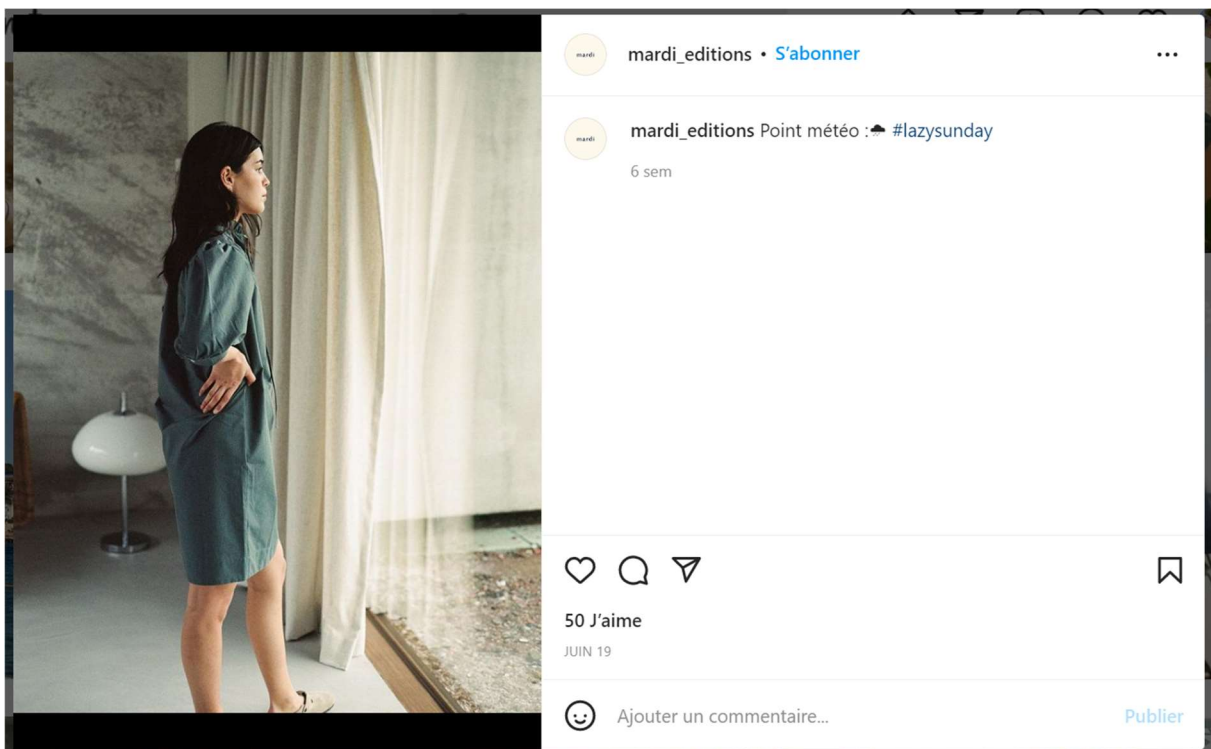 mardi
mardi_editions • S’abonner
mardi
mardi_editions Point météo :🌧 #lazysunday
6 sem
50 J’aime
JUIN 19
Ajouter un commentaire...
Publier